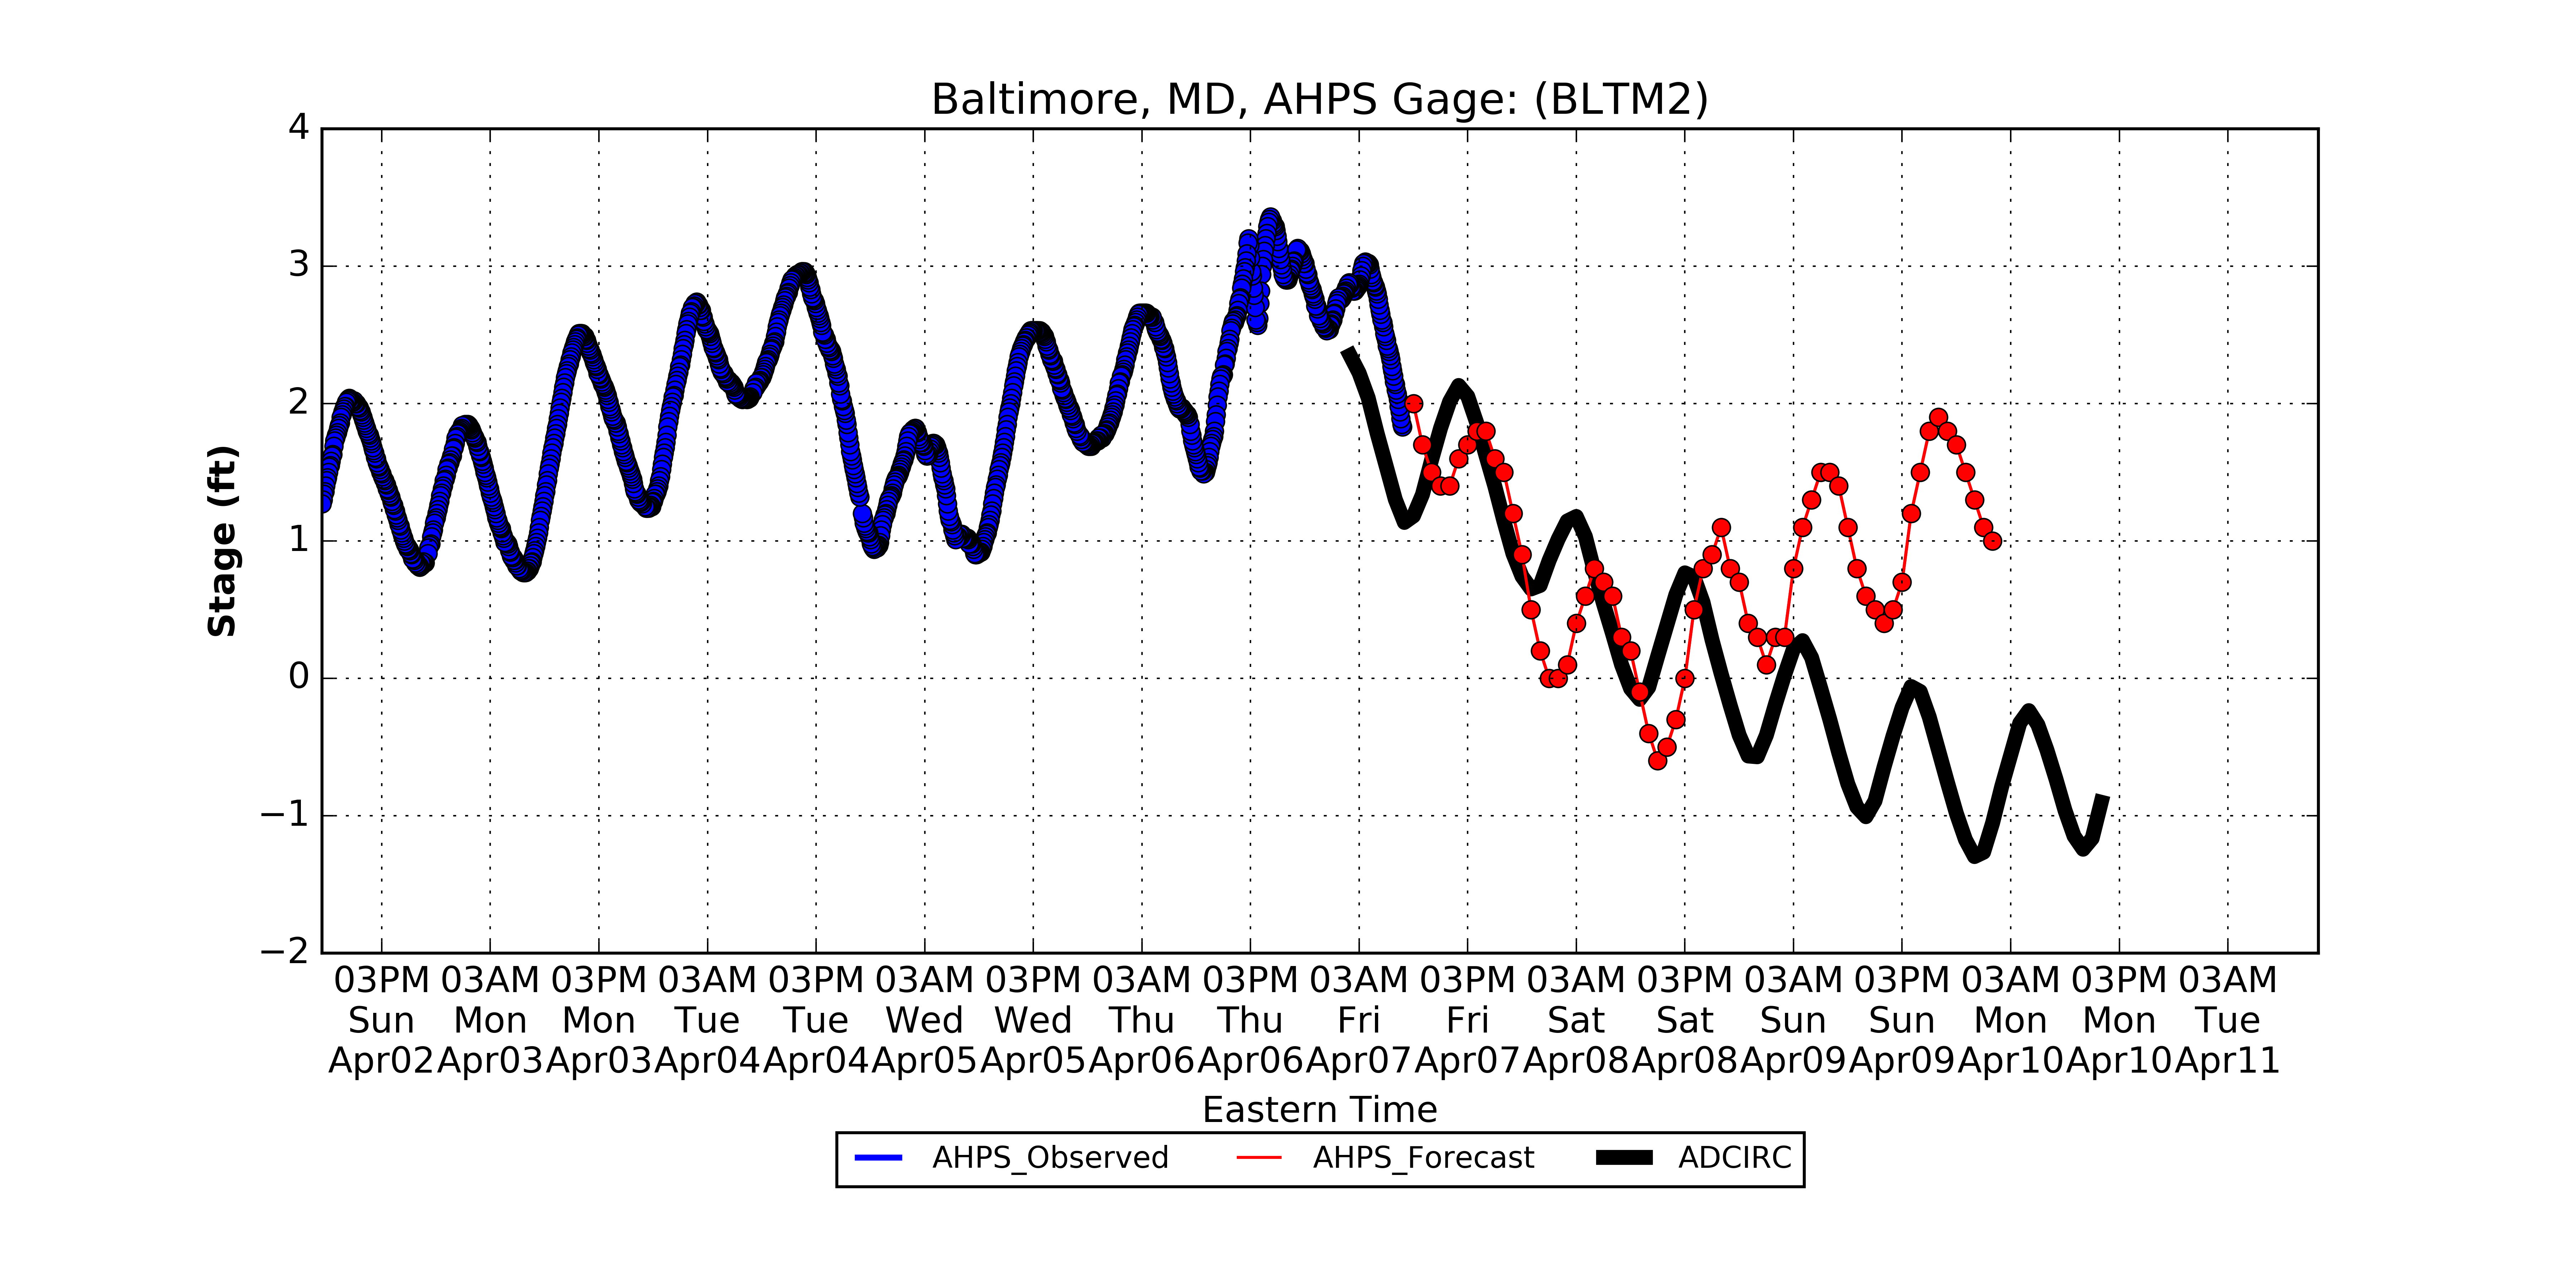 Baltimore, MD, AHPS Gage: (BLTM2)
4
3
2
1
0
−1
−2
Stage (ft)
03PM 03AM 03PM 03AM 03PM 03AM 03PM 03AM 03PM 03AM 03PM 03AM 03PM 03AM 03PM 03AM 03PM 03AM
Sun Mon Mon Tue Tue Wed Wed Thu Thu Fri Fri Sat Sat Sun Sun Mon Mon Tue
Apr02 Apr03 Apr03 Apr04 Apr04 Apr05 Apr05 Apr06 Apr06 Apr07 Apr07 Apr08 Apr08 Apr09 Apr09 Apr10 Apr10 Apr11
Eastern Time
AHPS_Observed AHPS_Forecast ADCIRC